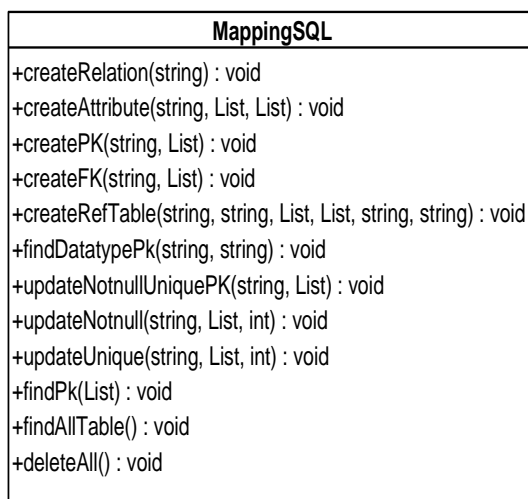 MappingSQL
+createRelation(string) : void
+createAttribute(string, List, List) : void
+createPK(string, List) : void
+createFK(string, List) : void
+createRefTable(string, string, List, List, string, string) : void
+findDatatypePk(string, string) : void
+updateNotnullUniquePK(string, List) : void
+updateNotnull(string, List, int) : void
+updateUnique(string, List, int) : void
+findPk(List) : void
+findAllTable() : void
+deleteAll() : void